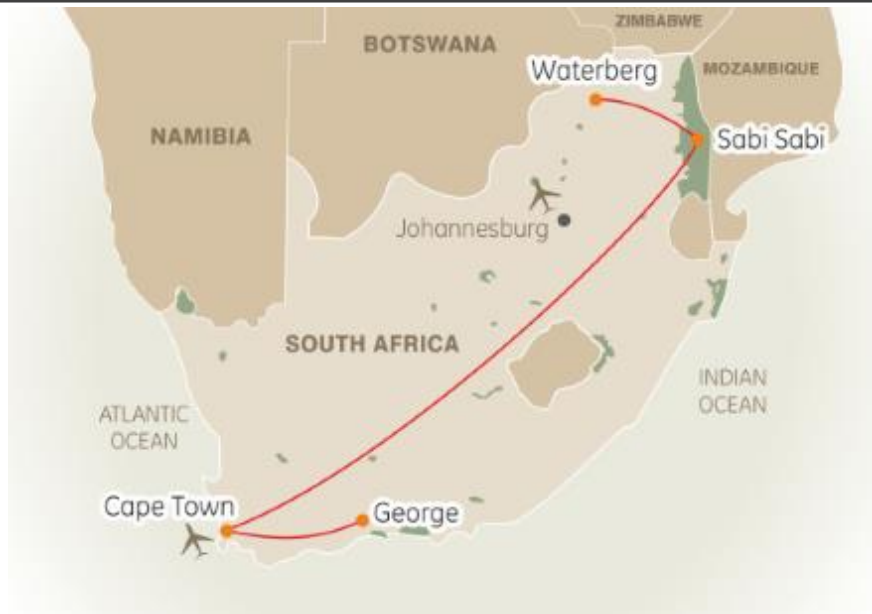 ZIMBABWE
BOTSWANA
Waterberg
MOZAMBIQUE
NAMIBIA
Sabi Sabi
Johannesburg
SOUTH AFRICA
INDIAN
OCEAN
ATLANTIC
OCEAN
Cape Town
George